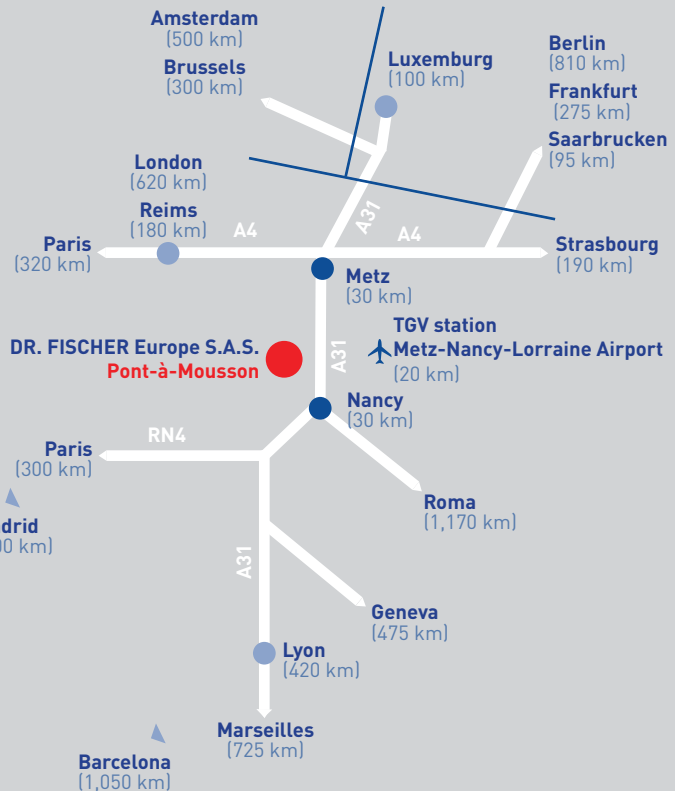 Amsterdam
(500 km)
Brussels
(300 km)
Luxemburg
(100 km)
Berlin
(810 km)
Frankfurt
(275 km)
Saarbrucken
(95 km)
London
(620 km)
Reims
(180 km)
A31
A4
A4
Paris
(320 km)
Strasbourg
(190 km)
Metz
(30 km)
DR. FISCHER Europe S.A.S.
Pont-à-Mousson
A31
TGV station
Metz-Nancy-Lorraine Airport
(20 km)
Nancy
(30 km)
RN4
Paris
(300 km)
Roma
(1,170 km)
km)
A31
Geneva
(475 km)
Lyon
(420 km)
Marseilles
(725 km)
Barcelona
(1,050 km)